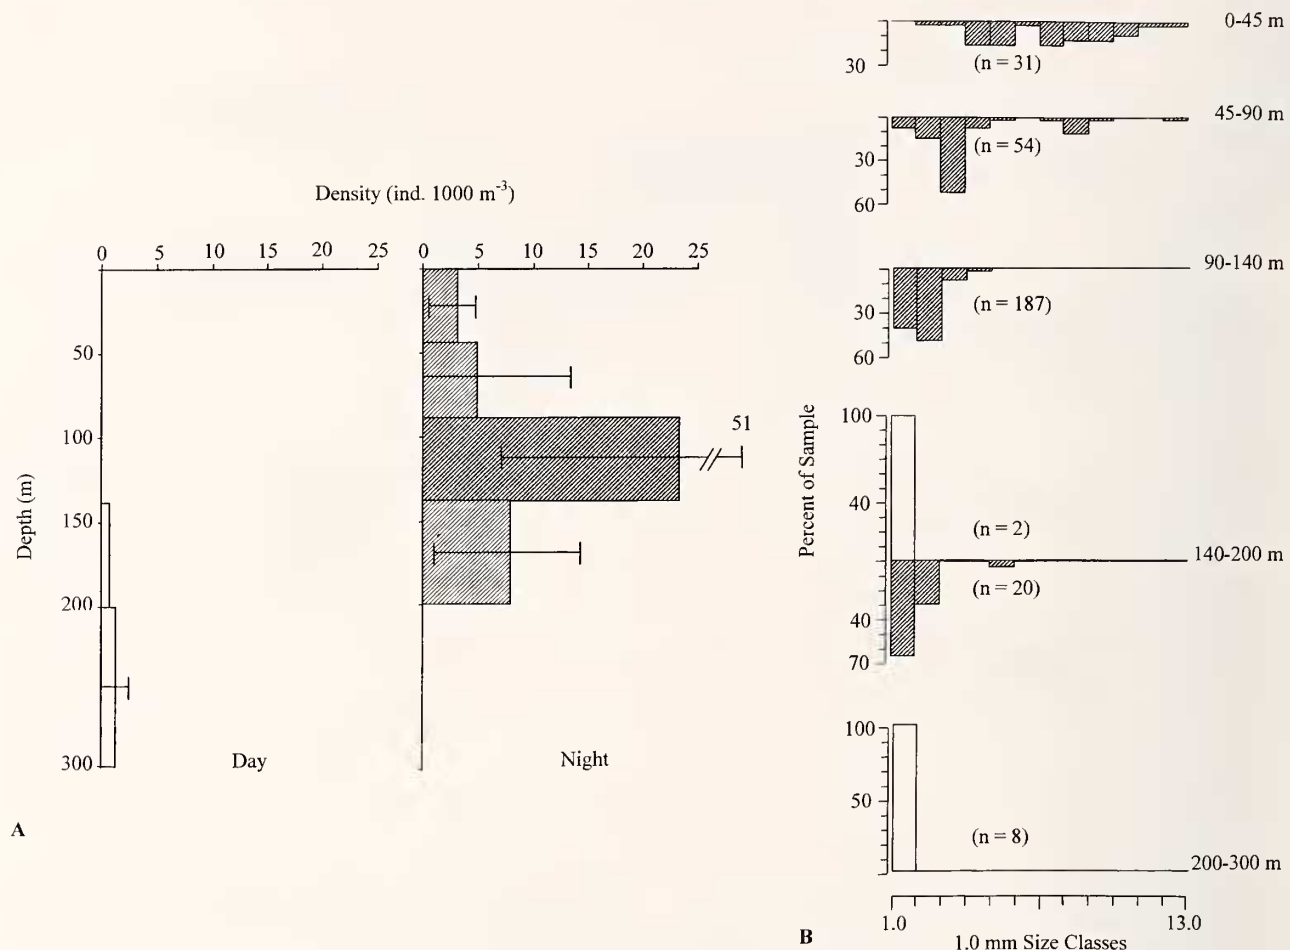 Density (ind. 1000 m⁻³)
0 5 10 15 20 25
0 5 10 15 20 25
Depth (m)
50
100
150
200
300
51
Day
Night
A
0-45 m
30
(n = 31)
45-90 m
30
60
(n = 54)
90-140 m
30
60
(n = 187)
Percent of Sample
100
40
(n = 2)
140-200 m
(n = 20)
40
70
100
50
(n = 8)
200-300 m
1.0 13.0
1.0 mm Size Classes
B